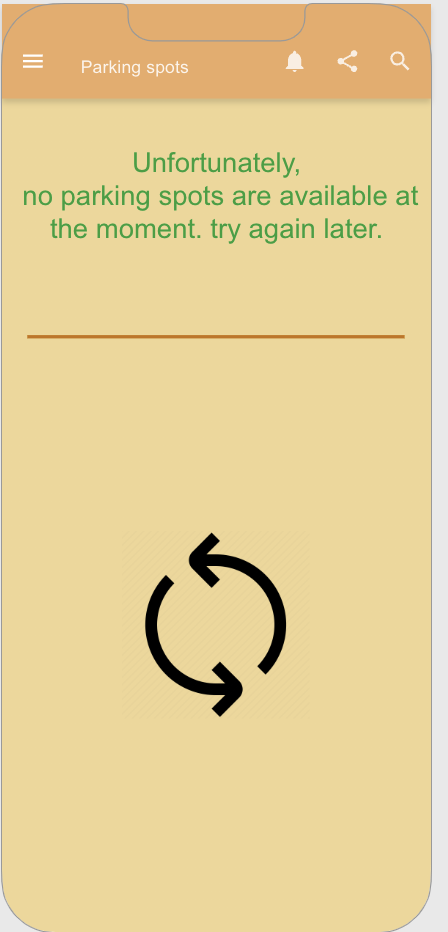 Parking spots
Unfortunately,
no parking spots are available at
the moment. try again later.